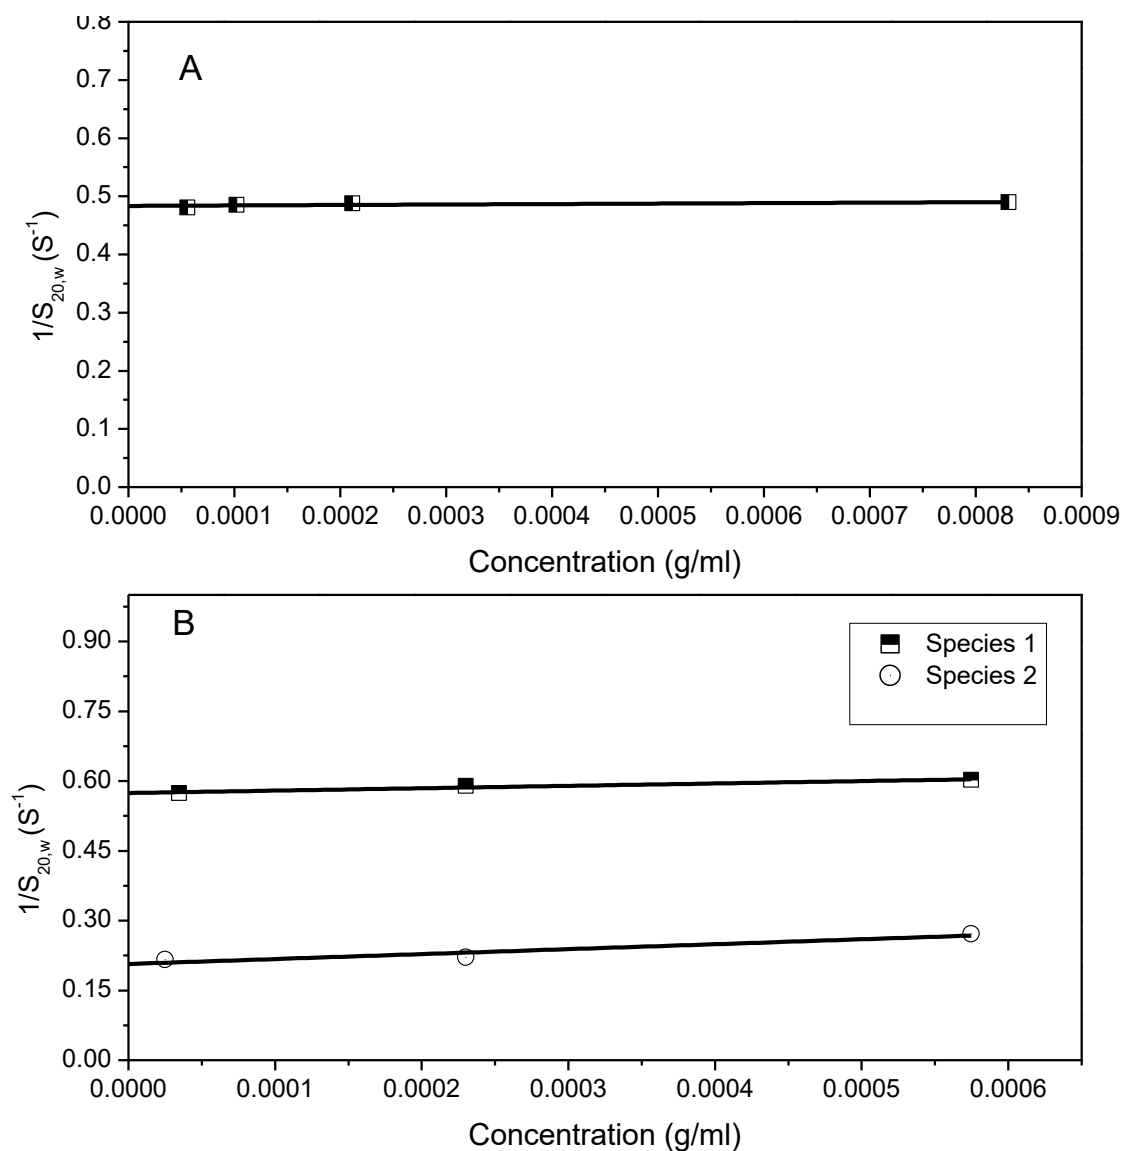 0.8
A
0.7
0.6
0.5
0.4
0.3
0.2
0.1
0.0
1/S20,w (S-1)
0.0000 0.0001 0.0002 0.0003 0.0004 0.0005 0.0006 0.0007 0.0008 0.0009
Concentration (g/ml)
B
0.90
0.75
0.60
0.45
0.30
0.15
0.00
1/S20,w (S-1)
Species 1
Species 2
0.0000 0.0001 0.0002 0.0003 0.0004 0.0005 0.0006
Concentration (g/ml)